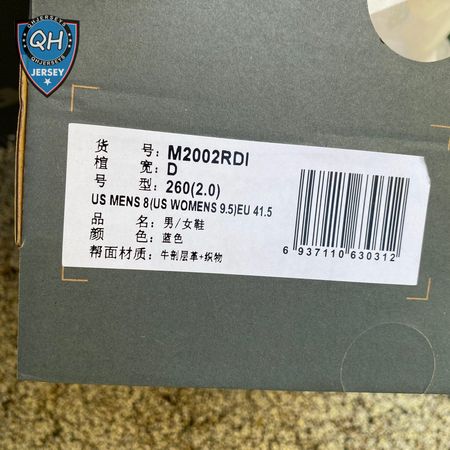 QH
QHJERSEYS
JERSEY
货 号: M2002RDI
楦 宽: D
号 型: 260(2.0)
US MENS 8(US WOMENS 9.5)EU 41.5
品 名: 男/女鞋
颜 色: 蓝色
帮面材质: 牛剖层革+织物
6 937110 630312